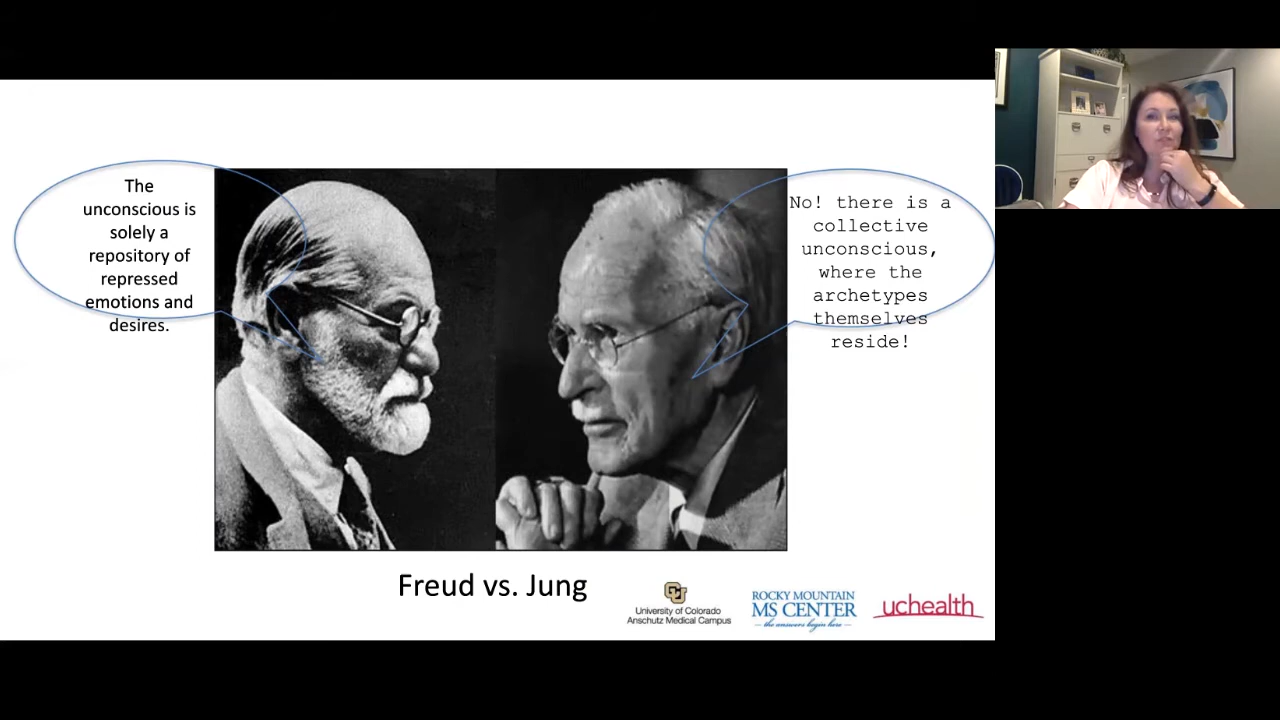 The
unconscious is
solely a
repository of
repressed
emotions and
desires.
No! there is a
collective
unconscious,
where the
archetypes
themselves
reside!
Freud vs. Jung
CU
University of Colorado
Anschutz Medical Campus
ROCKY MOUNTAIN
MS CENTER
the answers begin here
uchealth